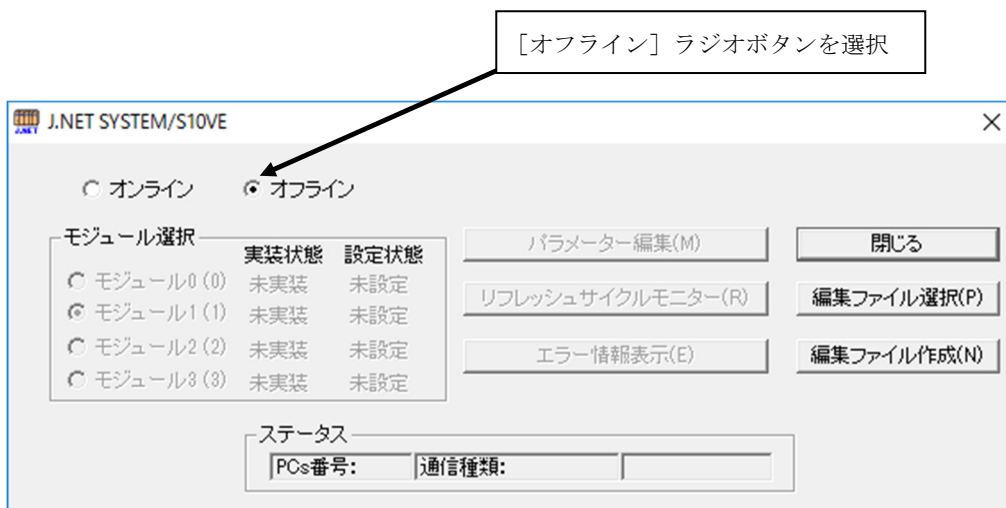 [オフライン] ラジオボタンを選択
J.NET
J.NET SYSTEM/S10VE
オンライン オフライン
モジュール選択
実装状態 設定状態
モジュール0(0) 未実装 未設定
モジュール1(1) 未実装 未設定
モジュール2(2) 未実装 未設定
モジュール3(3) 未実装 未設定
パラメーター編集(M)
リフレッシュサイクルモニター(R)
エラー情報表示(E)
閉じる
編集ファイル選択(P)
編集ファイル作成(N)
ステータス
PCs番号: 通信種類: